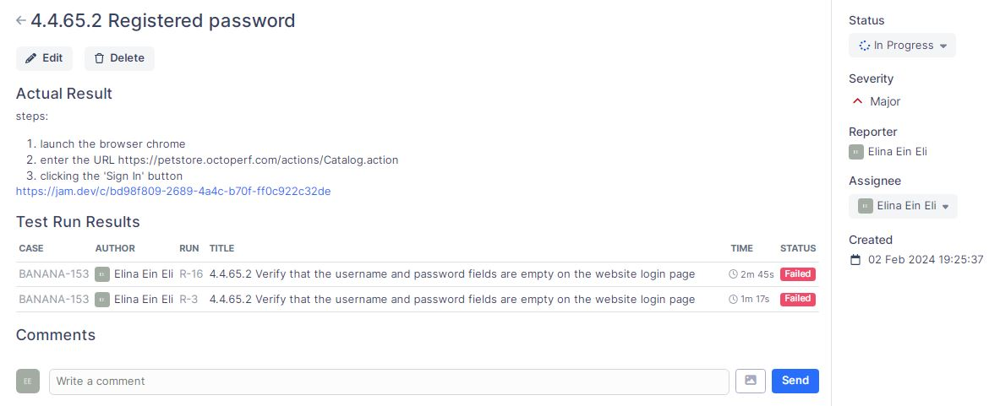 4.4.65.2 Registered password
Edit
Delete
Actual Result
steps:
1. launch the browser chrome
2. enter the URL https://petstore.octoperf.com/actions/Catalog.action
3. clicking the 'Sign In' button
https://jam.dev/c/bd98f809-2689-4a4c-b70f-ff0c922c32de
Test Run Results
CASE AUTHOR RUN TITLE TIME STATUS
BANANA-153 EE Elina Ein Eli R-16 4.4.65.2 Verify that the username and password fields are empty on the website login page 2m 45s Failed
BANANA-153 EE Elina Ein Eli R-3 4.4.65.2 Verify that the username and password fields are empty on the website login page 1m 17s Failed
Comments
EE Write a comment Send
Status
In Progress
Severity
Major
Reporter
EE Elina Ein Eli
Assignee
EE Elina Ein Eli
Created
02 Feb 2024 19:25:37